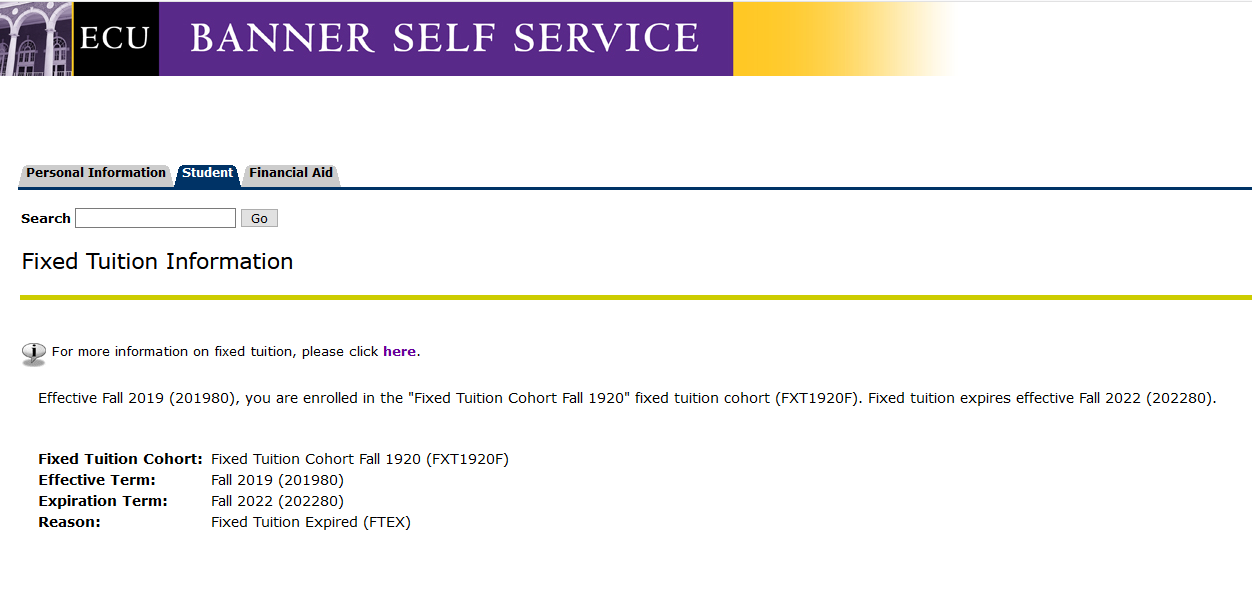 ECU BANNER SELF SERVICE
Personal Information Student Financial Aid
Search Go
Fixed Tuition Information
i For more information on fixed tuition, please click here.
Effective Fall 2019 (201980), you are enrolled in the "Fixed Tuition Cohort Fall 1920" fixed tuition cohort (FXT1920F). Fixed tuition expires effective Fall 2022 (202280).
Fixed Tuition Cohort: Fixed Tuition Cohort Fall 1920 (FXT1920F)
Effective Term: Fall 2019 (201980)
Expiration Term: Fall 2022 (202280)
Reason: Fixed Tuition Expired (FTEX)